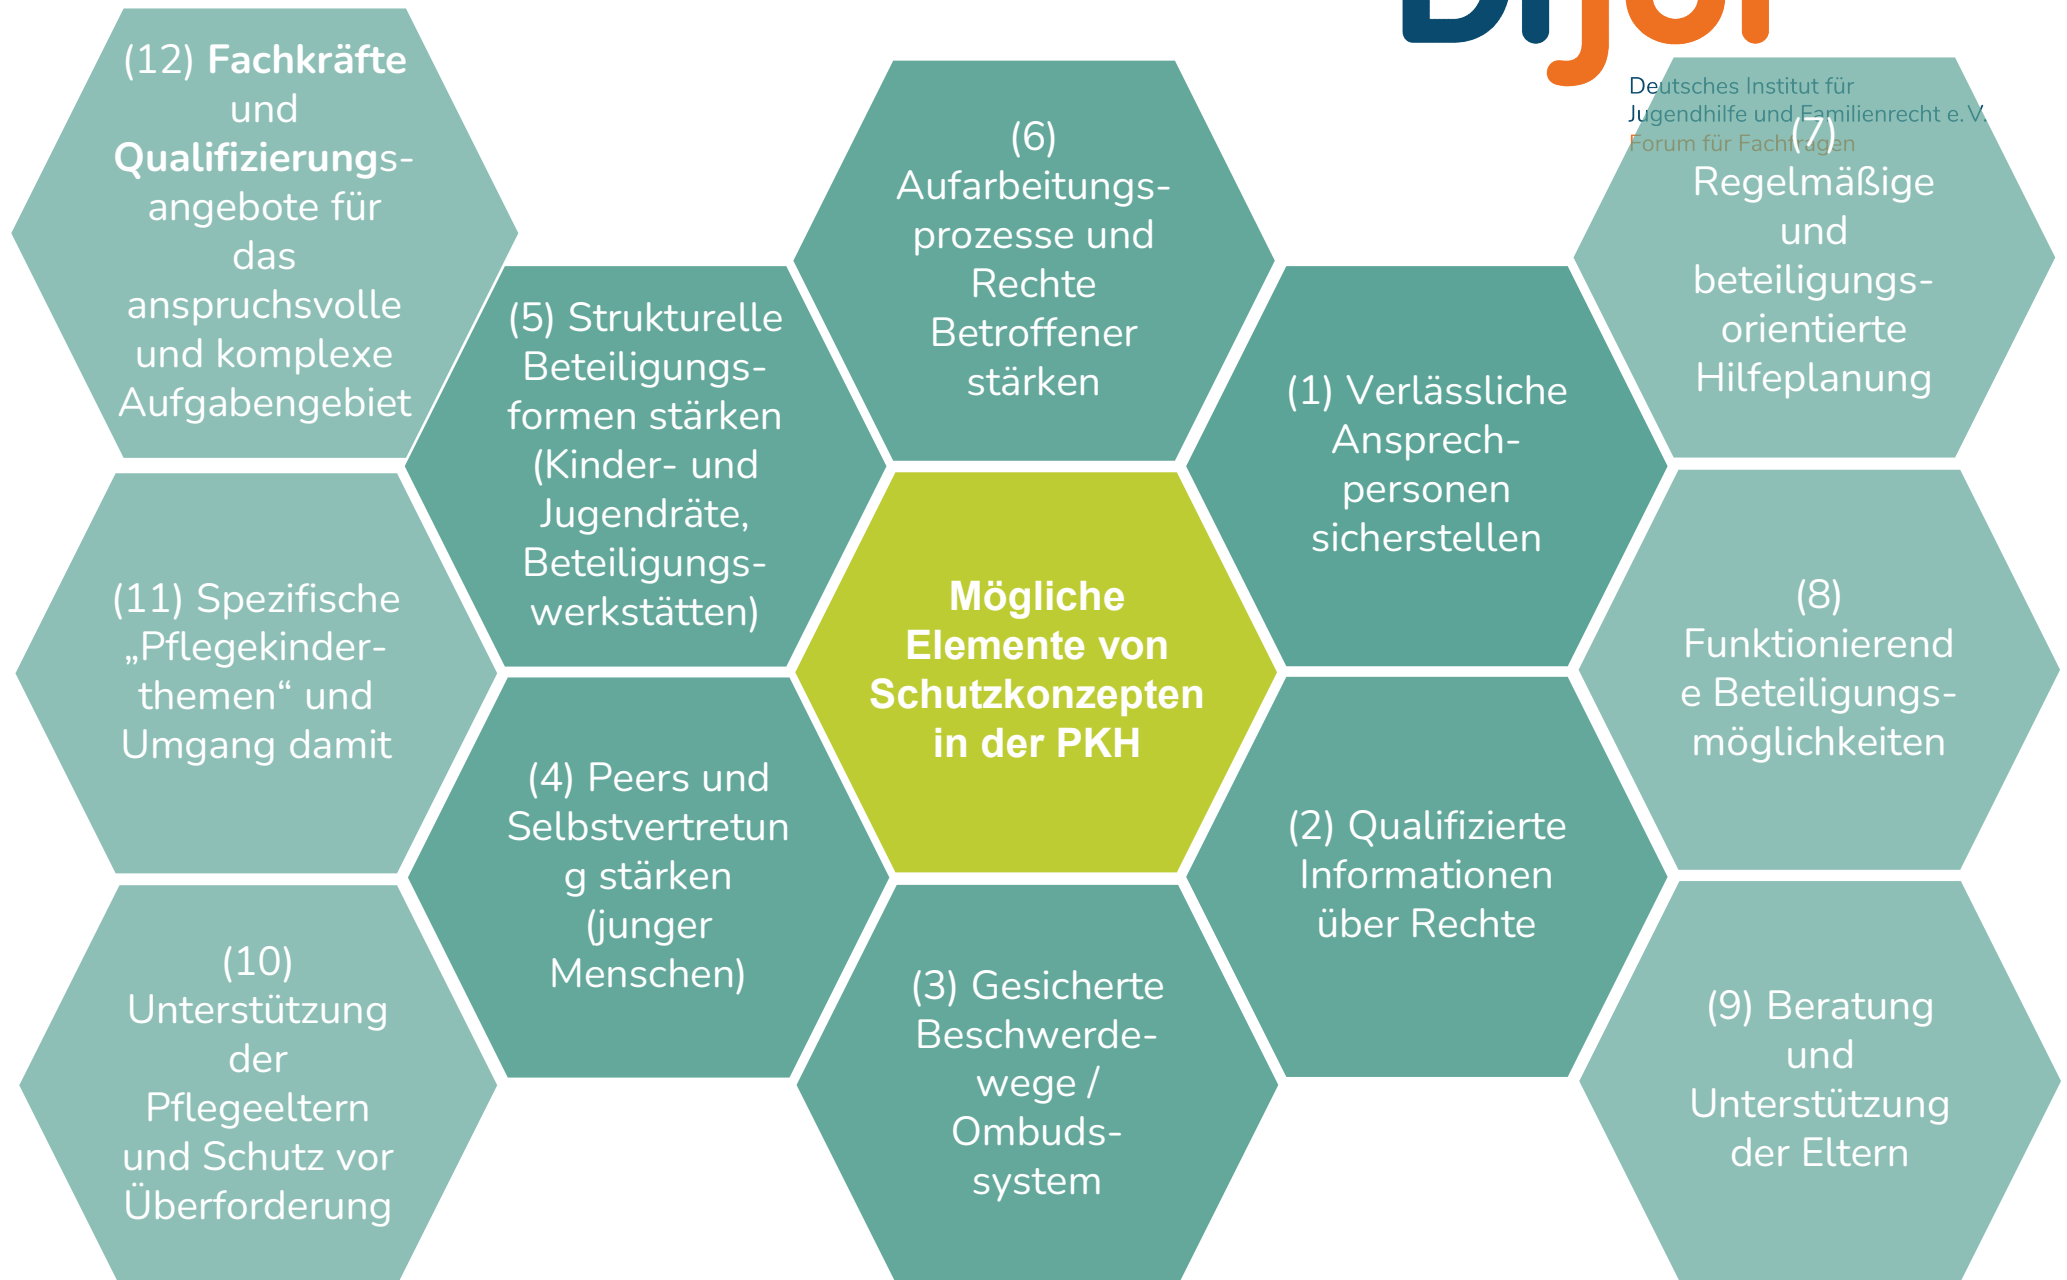 (12) Fachkräfte
und
Qualifizierungs-
angebote für
das
anspruchsvolle
und komplexe
Aufgabengebiet
(6)
Aufarbeitungs-
prozesse und
Rechte
Betroffener
stärken
Deutsches Institut für
Jugendhilfe und Familienrecht e. V.
Forum für Fachfragen
(7)
Regelmäßige
und
beteiligungs-
orientierte
Hilfeplanung
(5) Strukturelle
Beteiligungs-
formen stärken
(Kinder- und
Jugendräte,
Beteiligungs-
werkstätten)
(1) Verlässliche
Ansprech-
personen
sicherstellen
(11) Spezifische
„Pflegekinder-
themen“ und
Umgang damit
Mögliche
Elemente von
Schutzkonzepten
in der PKH
(8)
Funktionierend
e Beteiligungs-
möglichkeiten
(4) Peers und
Selbstvertretun
g stärken
(junger
Menschen)
(2) Qualifizierte
Informationen
über Rechte
(10)
Unterstützung
der
Pflegeeltern
und Schutz vor
Überforderung
(3) Gesicherte
Beschwerde-
wege /
Ombuds-
system
(9) Beratung
und
Unterstützung
der Eltern